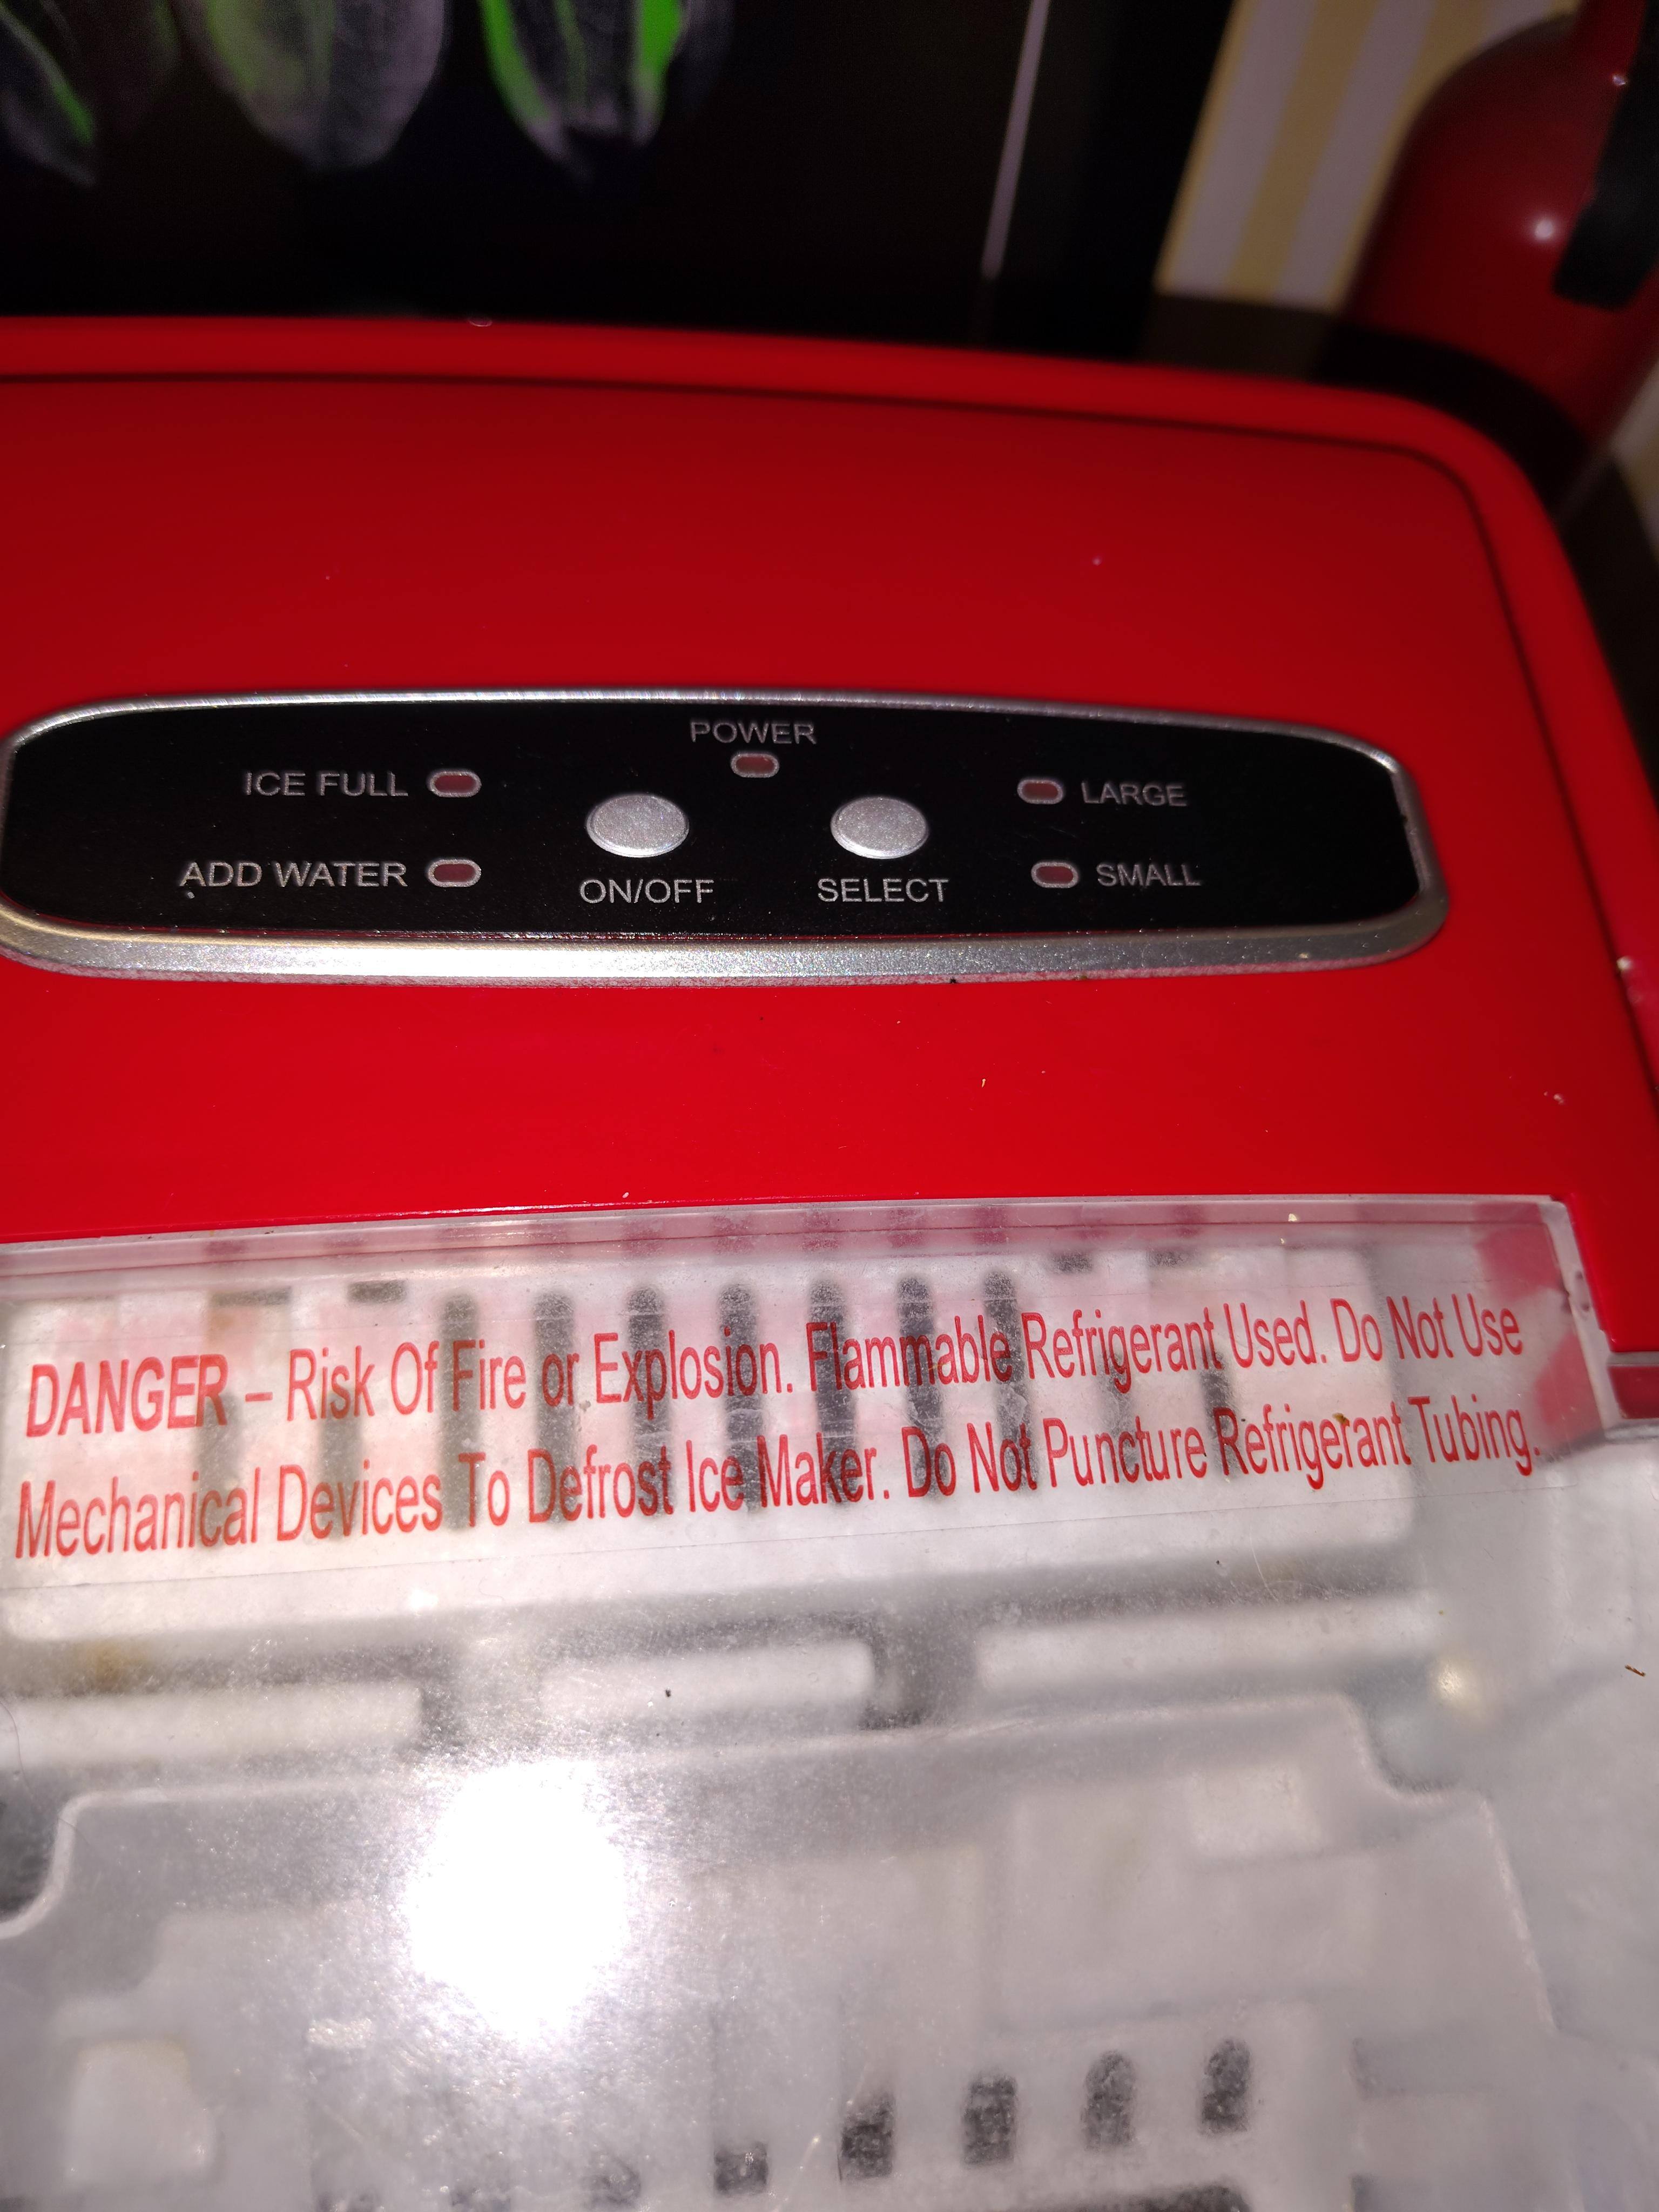 POWER
ICE FULL
LARGE
ADD WATER
ON/OFF
SELECT
SMALL
DANGER – Risk Of Fire or Explosion. Flammable Refrigerant Used. Do Not Use
Mechanical Devices To Defrost Ice Maker. Do Not Puncture Refrigerant Tubing.